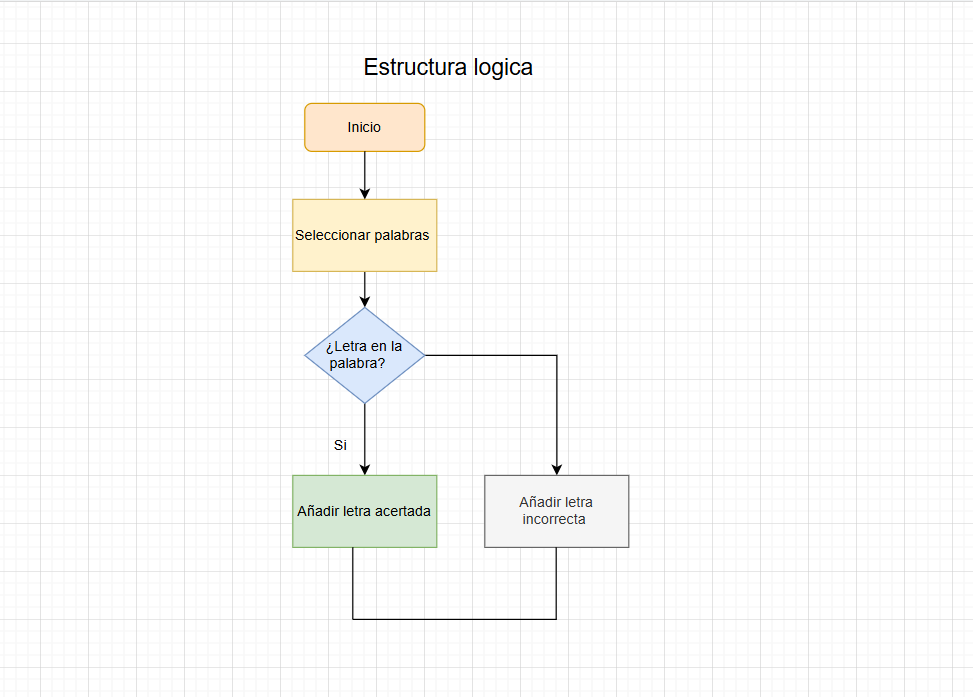 Estructura logica
Inicio
Seleccionar palabras
¿Letra en la
palabra?
Si
Añadir letra acertada
Añadir letra
incorrecta